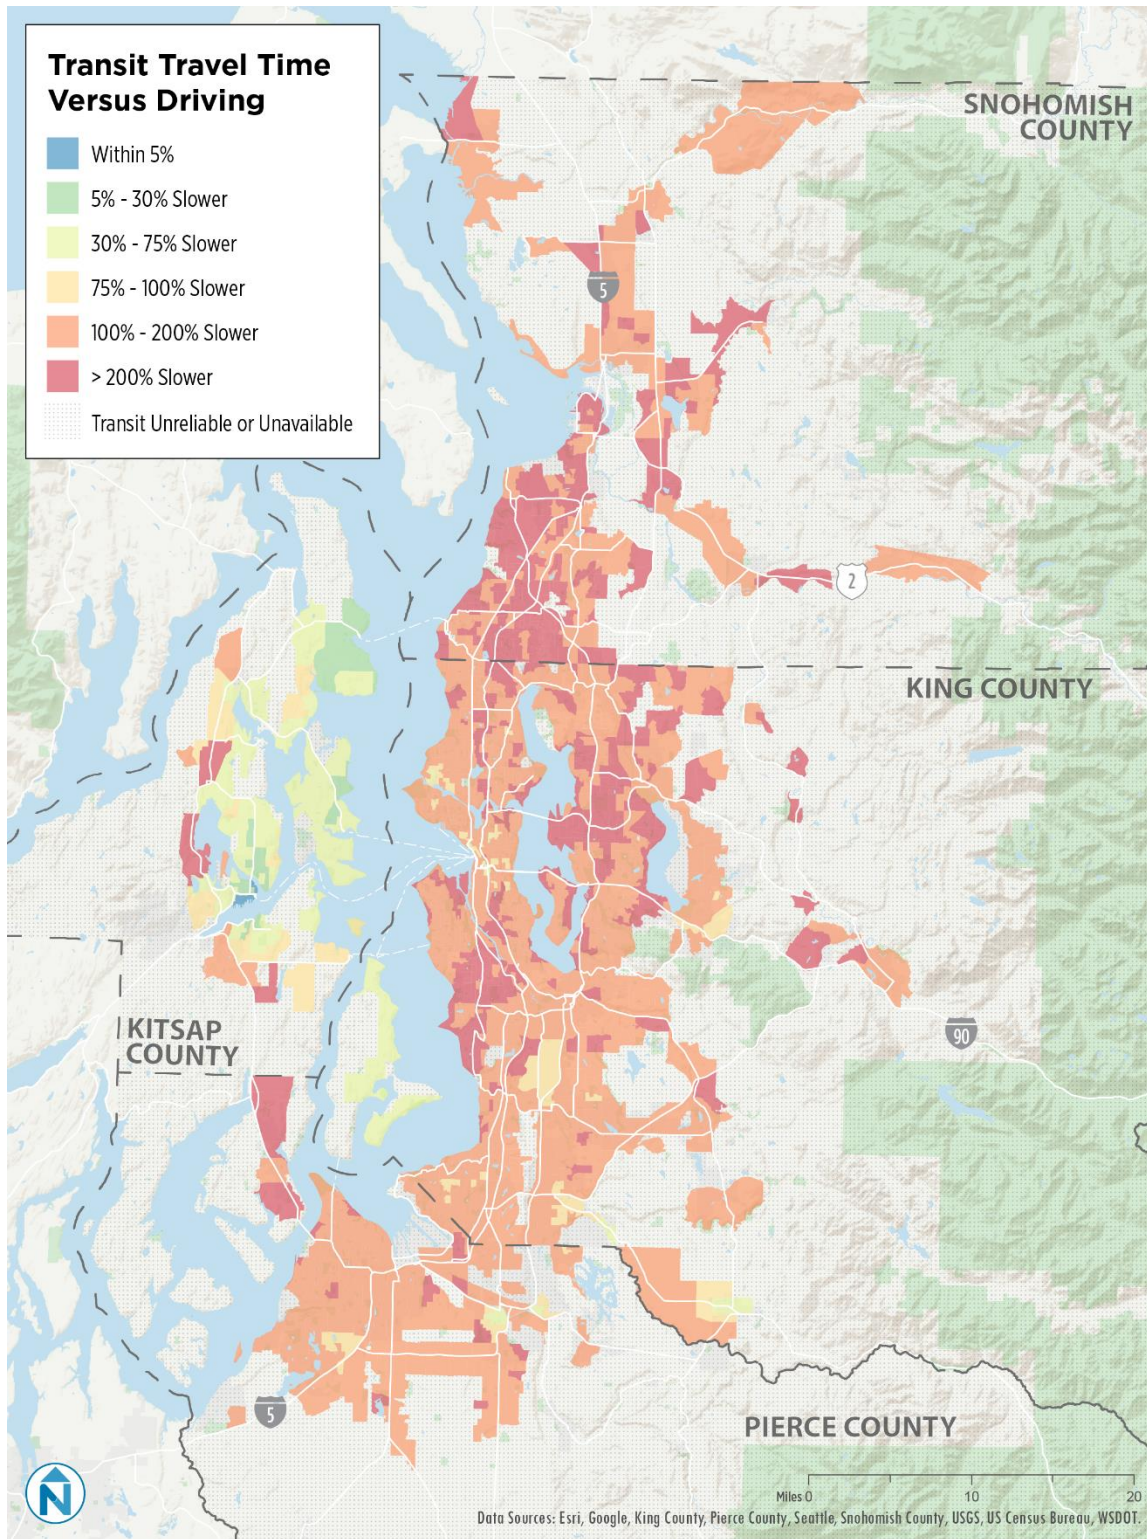 Transit Travel Time
Versus Driving
Within 5%
5% - 30% Slower
30% - 75% Slower
75% - 100% Slower
100% - 200% Slower
> 200% Slower
Transit Unreliable or Unavailable
SNOHOMISH
COUNTY
5
2
KING COUNTY
90
KITSAP
COUNTY
5
PIERCE COUNTY
N
Miles 0
10
20
Data Sources: Esri, Google, King County, Pierce County, Seattle, Snohomish County, USGS, US Census Bureau, WSDOT.